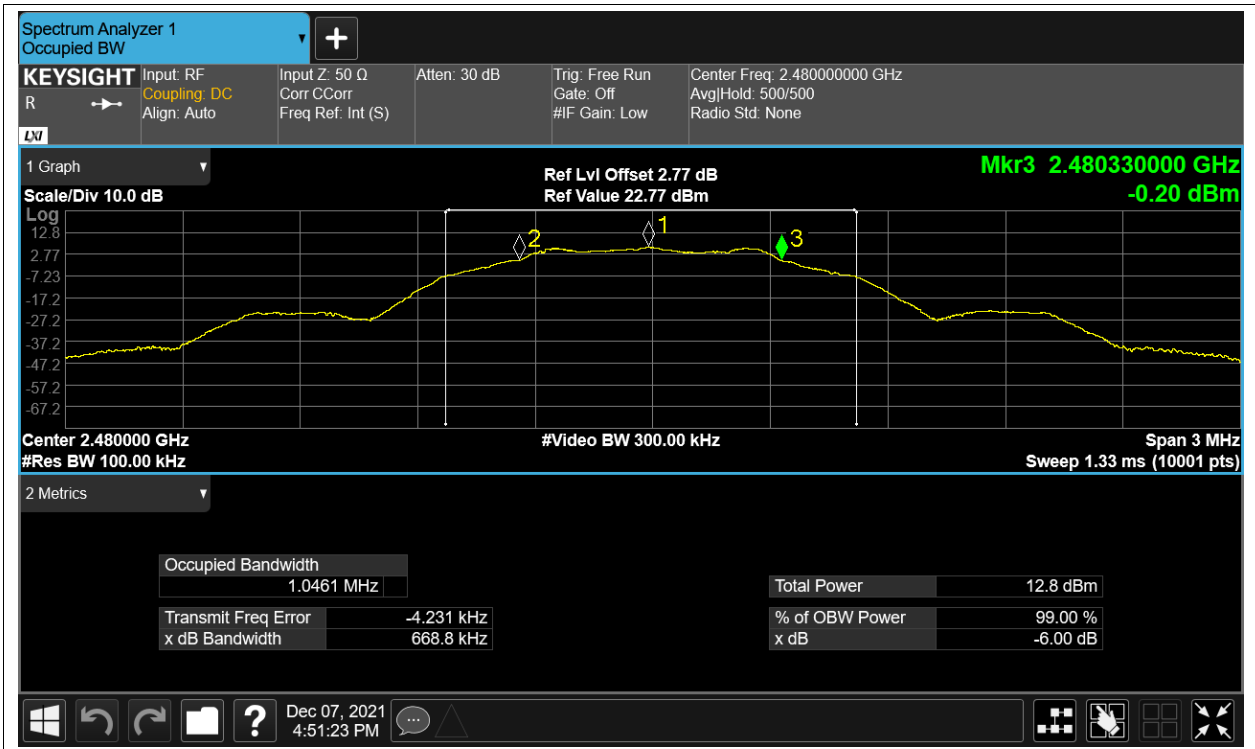 Spectrum Analyzer 1
Occupied BW
KEYSIGHT
R
LXI
Input: RF
Coupling: DC
Align: Auto
Input Z: 50 Ω
Corr CCorr
Freq Ref: Int (S)
Atten: 30 dB
Trig: Free Run
Gate: Off
#IF Gain: Low
Center Freq: 2.480000000 GHz
Avg|Hold: 500/500
Radio Std: None
1 Graph
Scale/Div 10.0 dB
Ref Lvl Offset 2.77 dB
Ref Value 22.77 dBm
Mkr3 2.480330000 GHz
-0.20 dBm
Log
12.8
2.77
-7.23
-17.2
-27.2
-37.2
-47.2
-57.2
-67.2
2
1
3
Center 2.480000 GHz
#Res BW 100.00 kHz
#Video BW 300.00 kHz
Span 3 MHz
Sweep 1.33 ms (10001 pts)
2 Metrics
Occupied Bandwidth
1.0461 MHz
Transmit Freq Error -4.231 kHz
x dB Bandwidth 668.8 kHz
Total Power 12.8 dBm
% of OBW Power 99.00 %
x dB -6.00 dB
?
Dec 07, 2021
4:51:23 PM